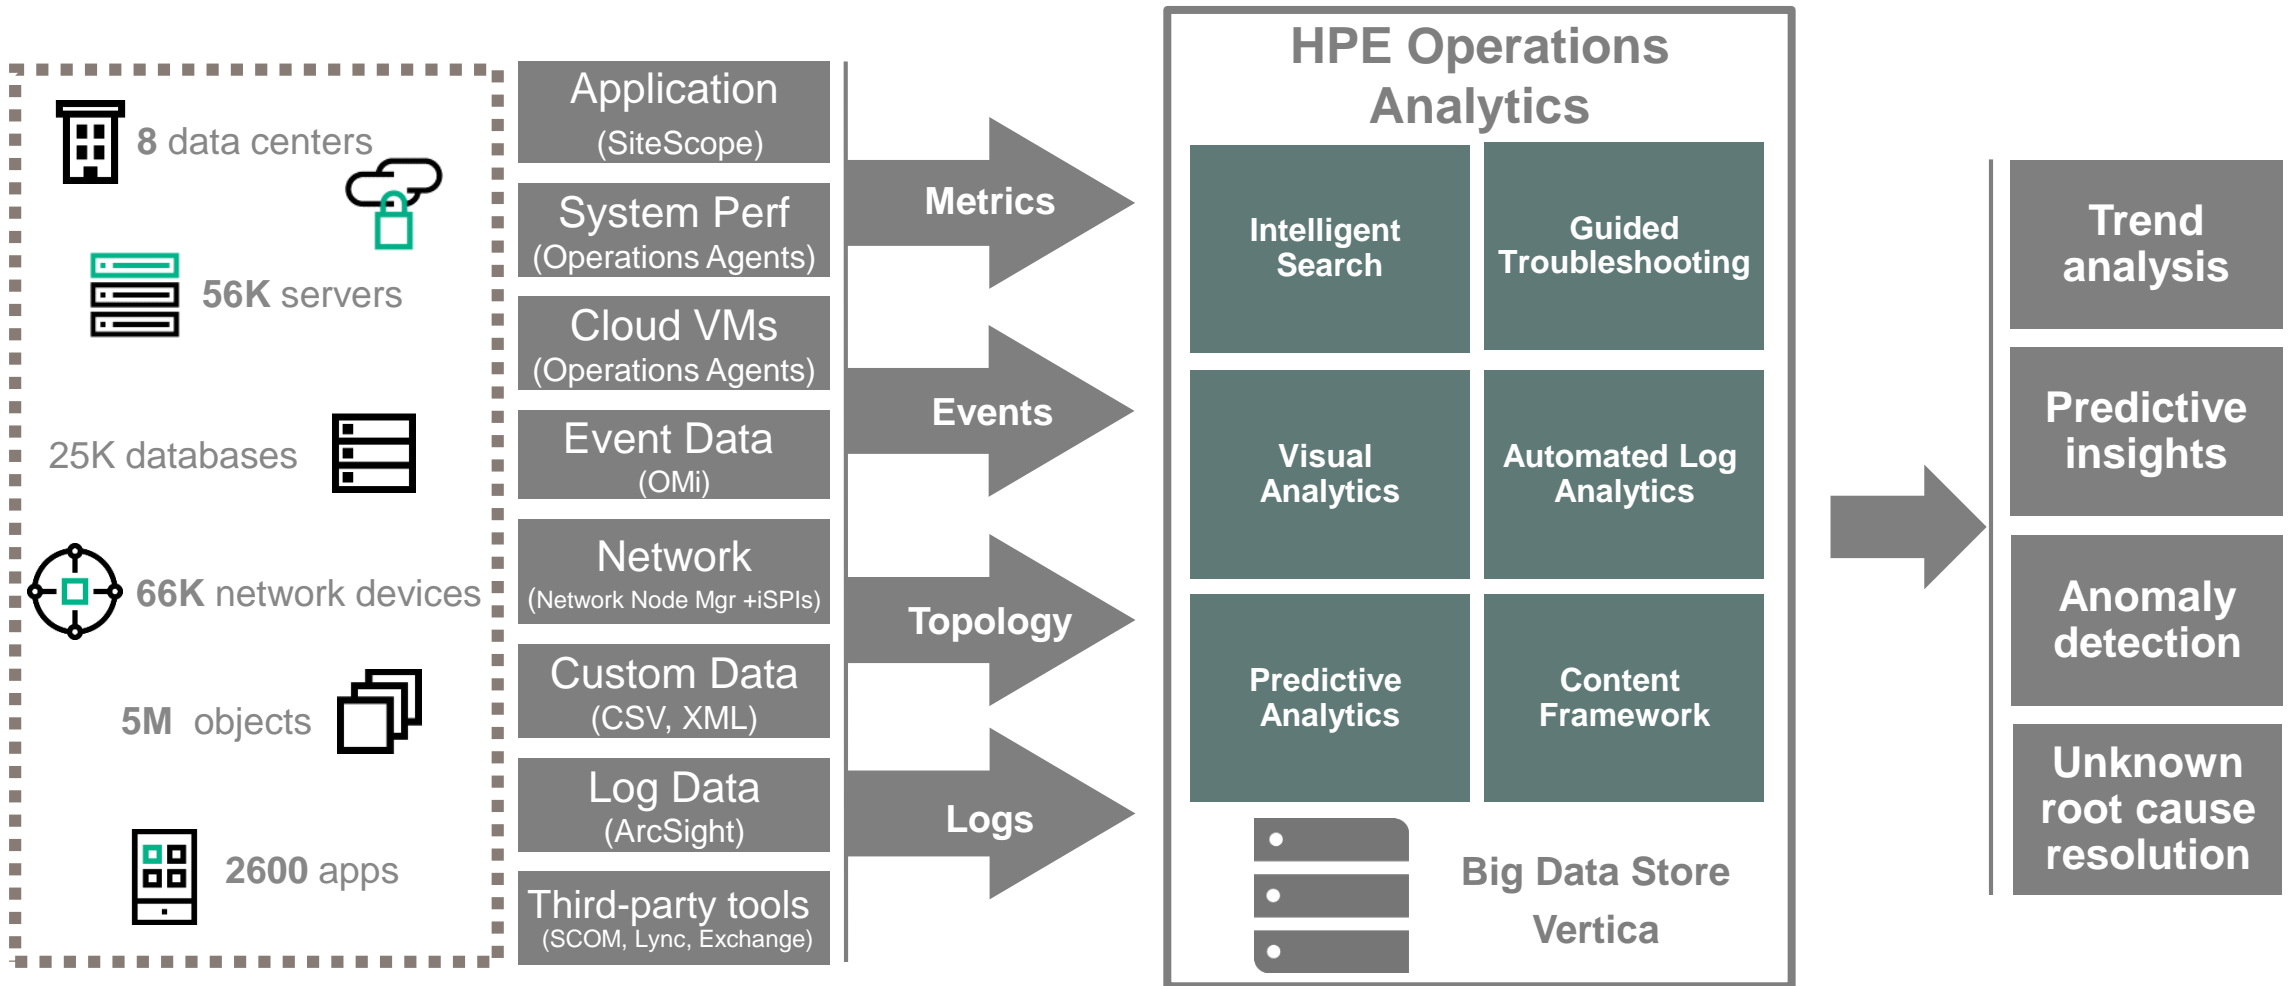 8 data centers
56K servers
25K databases
66K network devices
5M objects
2600 apps
Application
(SiteScope)
System Perf
(Operations Agents)
Cloud VMs
(Operations Agents)
Event Data
(OMi)
Network
(Network Node Mgr +iSPIs)
Custom Data
(CSV, XML)
Log Data
(ArcSight)
Third-party tools
(SCOM, Lync, Exchange)
Metrics
Events
Topology
Logs
HPE Operations
Analytics
Intelligent
Search
Guided
Troubleshooting
Visual
Analytics
Automated Log
Analytics
Predictive
Analytics
Content
Framework
Big Data Store
Vertica
Trend
analysis
Predictive
insights
Anomaly
detection
Unknown
root cause
resolution